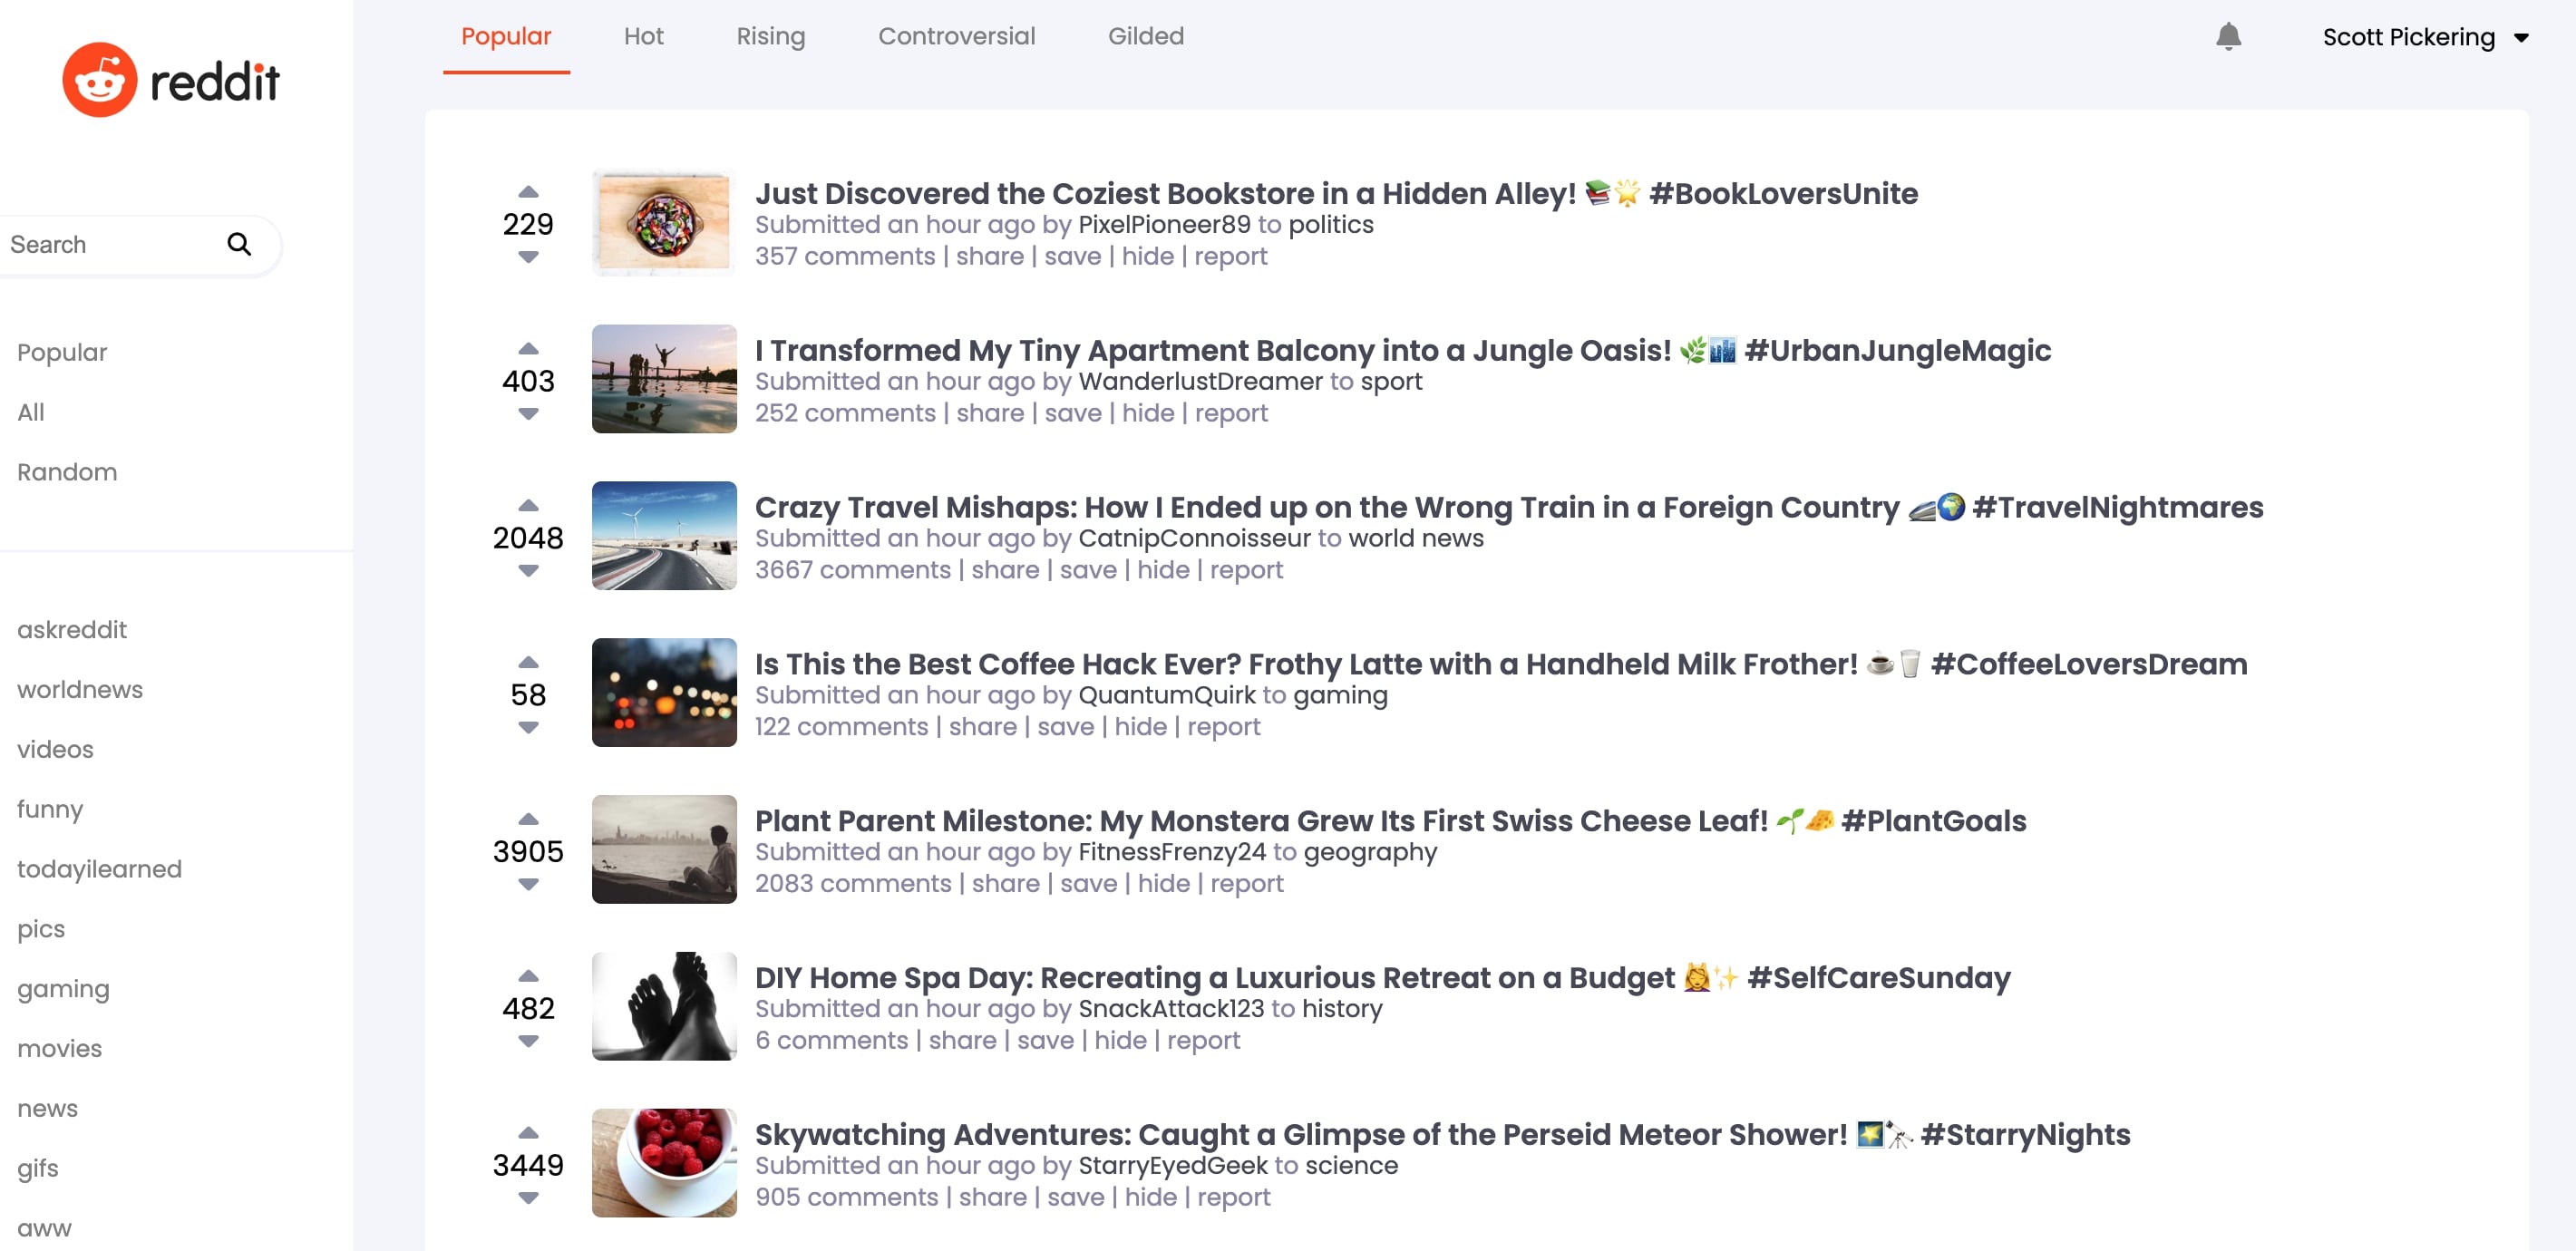 reddit
Search
Popular
All
Random
askreddit
worldnews
videos
funny
todayilearned
pics
gaming
movies
news
gifs
aww
Popular Hot Rising Controversial Gilded
Scott Pickering
229
Just Discovered the Coziest Bookstore in a Hidden Alley! 📚🌟 #BookLoversUnite
Submitted an hour ago by PixelPioneer89 to politics
357 comments | share | save | hide | report
403
I Transformed My Tiny Apartment Balcony into a Jungle Oasis! 🌿🏙️ #UrbanJungleMagic
Submitted an hour ago by WanderlustDreamer to sport
252 comments | share | save | hide | report
2048
Crazy Travel Mishaps: How I Ended up on the Wrong Train in a Foreign Country 🚄🌍 #TravelNightmares
Submitted an hour ago by CatnipConnoisseur to world news
3667 comments | share | save | hide | report
58
Is This the Best Coffee Hack Ever? Frothy Latte with a Handheld Milk Frother! ☕🥛 #CoffeeLoversDream
Submitted an hour ago by QuantumQuirk to gaming
122 comments | share | save | hide | report
3905
Plant Parent Milestone: My Monstera Grew Its First Swiss Cheese Leaf! 🌱🧀 #PlantGoals
Submitted an hour ago by FitnessFrenzy24 to geography
2083 comments | share | save | hide | report
482
DIY Home Spa Day: Recreating a Luxurious Retreat on a Budget 💆‍♀️✨ #SelfCareSunday
Submitted an hour ago by SnackAttack123 to history
6 comments | share | save | hide | report
3449
Skywatching Adventures: Caught a Glimpse of the Perseid Meteor Shower! 🌠🔭 #StarryNights
Submitted an hour ago by StarryEyedGeek to science
905 comments | share | save | hide | report